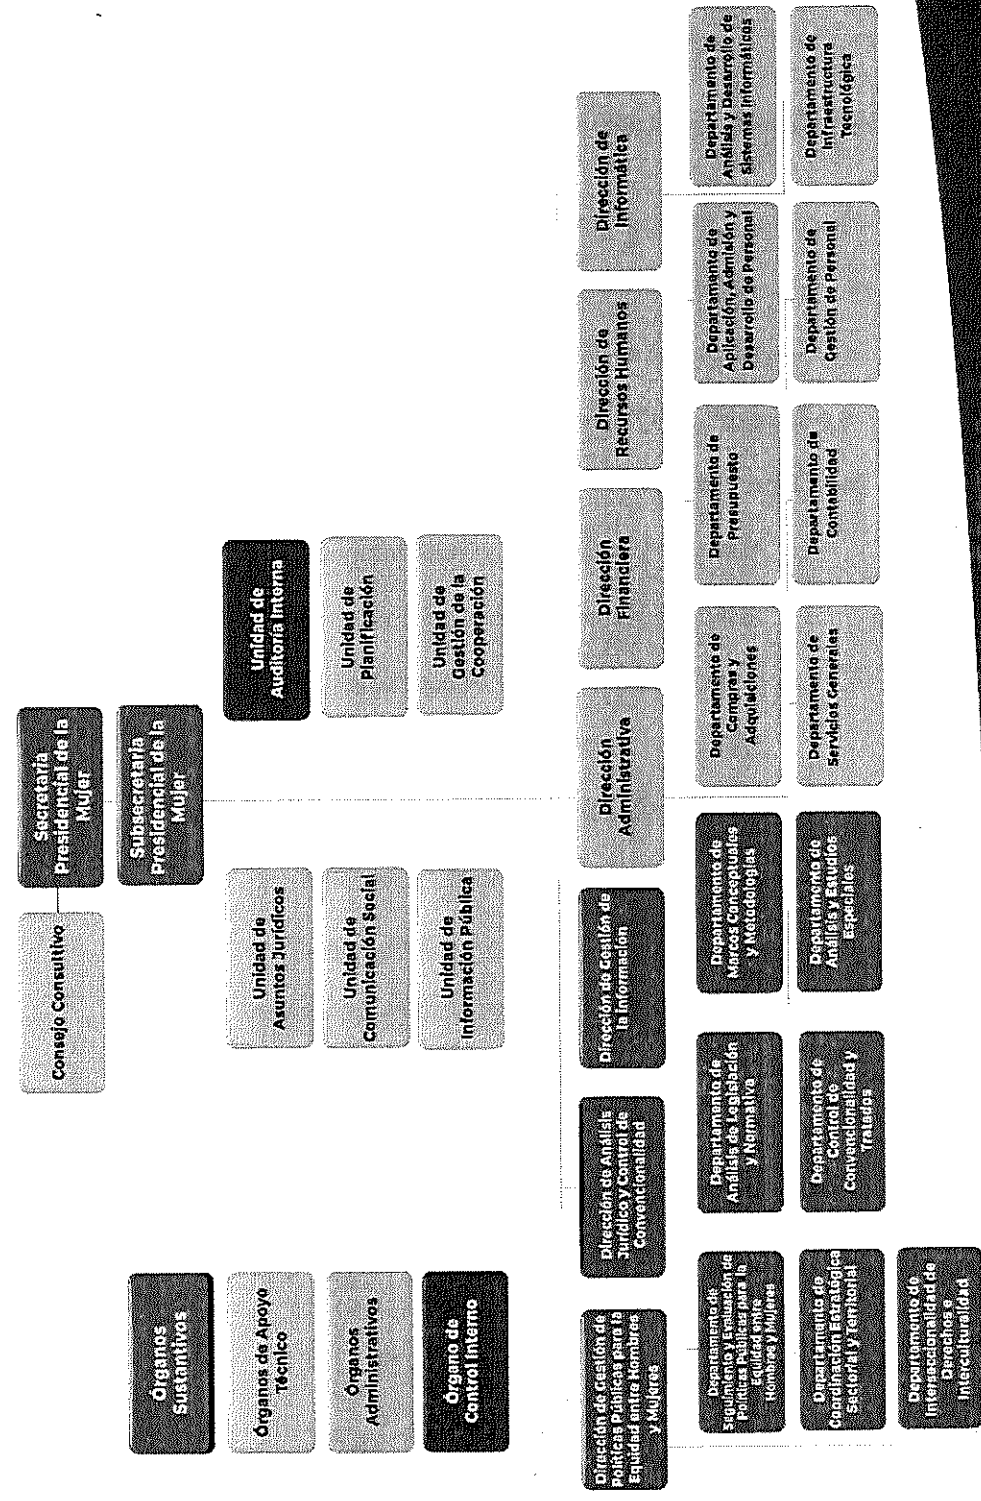 Secretaría
Presidencial de la
Mujer
Consejo Consultivo
Subsecretaría
Presidencial de la
Mujer
Órganos
Sustantivos
Órganos de Apoyo
Técnico
Órganos
Administrativos
Órgano de
Control Interno
Unidad de
Asuntos Jurídicos
Unidad de
Auditoría Interna
Unidad de
Comunicación Social
Unidad de
Planificación
Unidad de
Información Pública
Unidad de
Gestión de la
Cooperación
Dirección de Gestión de
Políticas Públicas para la
Equidad entre Hombres
y Mujeres
Dirección de Análisis
Jurídico y Control de
Convencionalidad
Dirección de Gestión de
la Información
Dirección
Administrativa
Dirección
Financiera
Dirección de
Recursos Humanos
Dirección de
Informática
Departamento de
Seguimiento y Evaluación de
Políticas Públicas para la
Equidad entre
Hombres y Mujeres
Departamento de
Análisis de Legislación
y Normativa
Departamento de
Marcos Conceptuales
y Metodologías
Departamento de
Compras y
Adquisiciones
Departamento de
Presupuesto
Departamento de
Aplicación, Admisión y
Desarrollo de Personal
Departamento de
Análisis y Desarrollo de
Sistemas Informáticos
Departamento de
Coordinación Estratégica
Sectorial y Territorial
Departamento de
Control de
Convencionalidad y
Tratados
Departamento de
Análisis y Estudios
Especiales
Departamento de
Servicios Generales
Departamento de
Contabilidad
Departamento de
Gestión de Personal
Departamento de
Infraestructura
Tecnológica
Departamento de
Interseccionalidad de
Derechos e
Interculturalidad